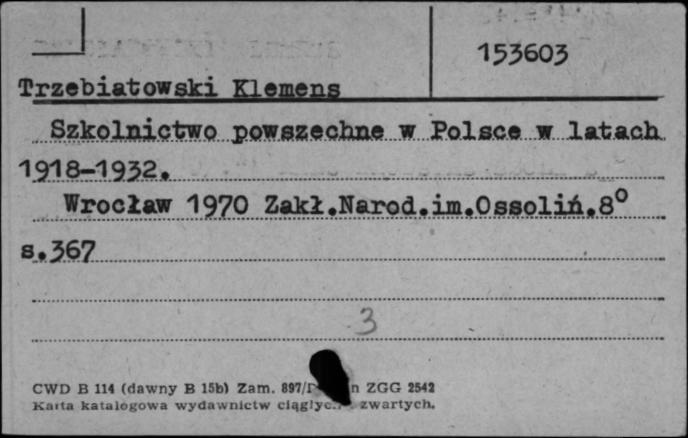 153603
Trzebiatowski Klemens
Szkolnictwo powszechne w Polsce w latach
1918-1932.
Wrocław 1970 Zakł.Narod.im.Ossoliń.8°
s.367
3
CWD B 114 (dawny B 15b) Zam. 897/ ZGG 2542
Karta katalogowa wydawnictw zwartych.